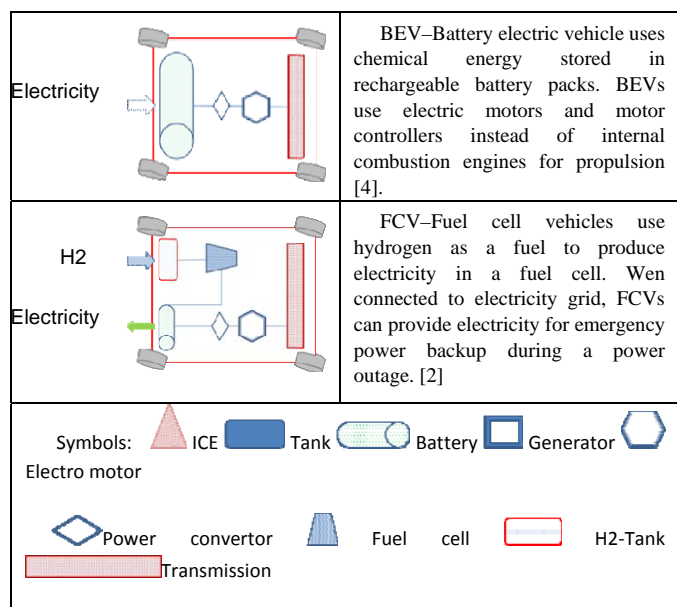 Electricity
BEV–Battery electric vehicle uses
chemical energy stored in
rechargeable battery packs. BEVs
use electric motors and motor
controllers instead of internal
combustion engines for propulsion
[4].
H2
Electricity
FCV–Fuel cell vehicles use
hydrogen as a fuel to produce
electricity in a fuel cell. Wen
connected to electricity grid, FCVs
can provide electricity for emergency
power backup during a power
outage. [2]
Symbols: ICE Tank Battery Generator
Electro motor
Power convertor Fuel cell H2-Tank
Transmission